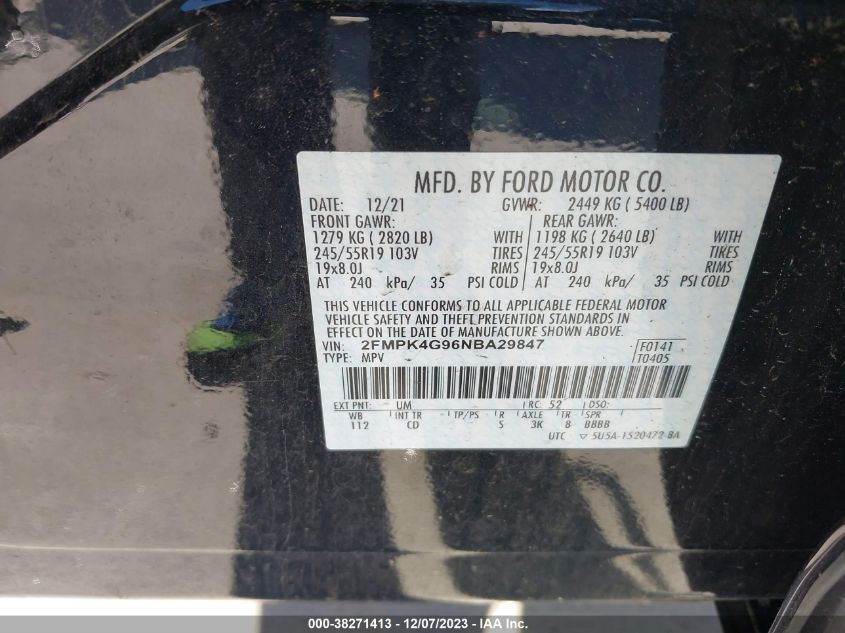 MFD. BY FORD MOTOR CO.
DATE: 12/21 GVWR: 2449 KG ( 5400 LB)
FRONT GAWR: REAR GAWR:
1279 KG ( 2820 LB) WITH 1198 KG ( 2640 LB) WITH
245/55R19 103V TIRES 245/55R19 103V TIRES
19x8.0J RIMS 19x8.0J RIMS
AT 240 kPa/ 35 PSI COLD AT 240 kPa/ 35 PSI COLD
THIS VEHICLE CONFORMS TO ALL APPLICABLE FEDERAL MOTOR
VEHICLE SAFETY AND THEFT PREVENTION STANDARDS IN
EFFECT ON THE DATE OF MANUFACTURE SHOWN ABOVE.
VIN: 2FMPK4G96NBA29847 F0141
TYPE: MPV T0405
EXT PNT: UM RC: 52 DSO:
WB INT TR TP/PS R AXLE TR SPR
112 CD S 3K 8 BBBB
UTC ▽ 5U5A-1520472-BA
000-38271413 - 12/07/2023 - IAA Inc.